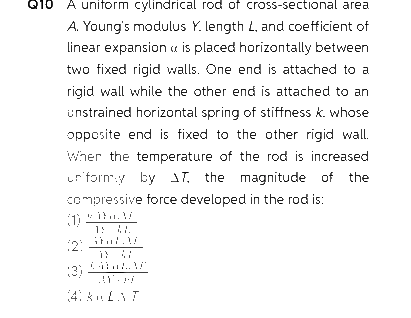 Q10 A uniform cylindrical rod of cross-sectional area
A, Young's modulus Y, length L, and coefficient of
linear expansion α is placed horizontally between
two fixed rigid walls. One end is attached to a
rigid wall while the other end is attached to an
unstrained horizontal spring of stiffness k, whose
opposite end is fixed to the other rigid wall.
When the temperature of the rod is increased
uniformly by ΔT, the magnitude of the
compressive force developed in the rod is:
(1)
(2)
(3)
(4) k α L Δ T